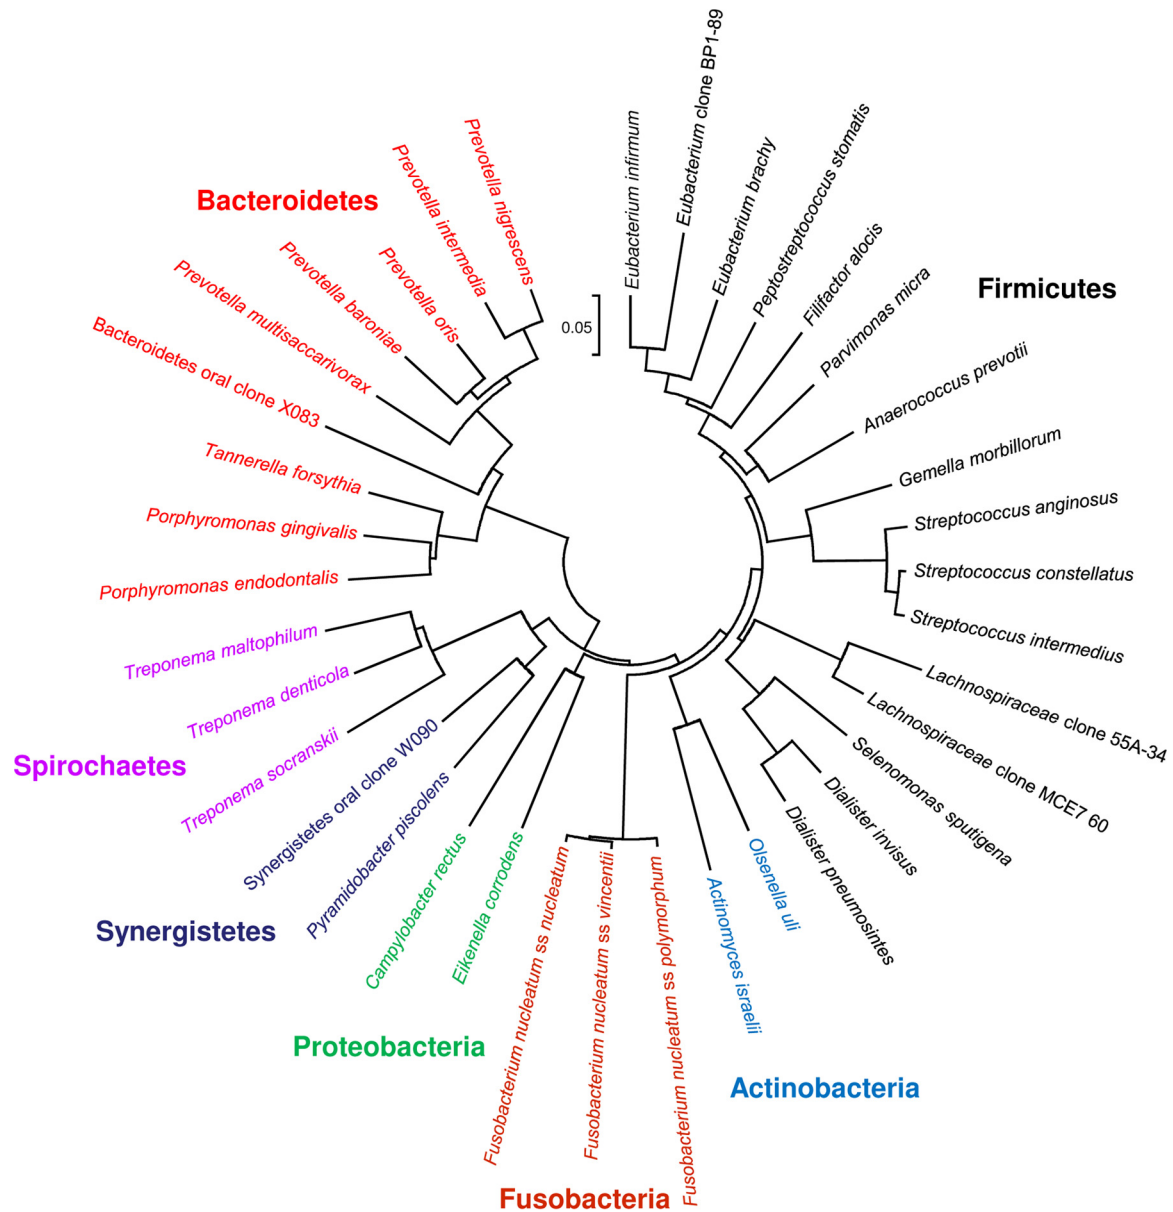 Bacteroidetes
Prevotella nigrescens
Prevotella intermedia
Prevotella oris
Prevotella baroniae
Prevotella multisaccarivorax
Bacteroidetes oral clone X083
Tannerella forsythia
Porphyromonas gingivalis
Porphyromonas endodontalis
0.05
Firmicutes
Eubacterium infirmum
Eubacterium clone BP1-89
Eubacterium brachy
Peptostreptococcus stomatis
Filifactor alocis
Parvimonas micra
Anaerococcus prevotii
Gemella morbillorum
Streptococcus anginosus
Streptococcus constellatus
Streptococcus intermedius
Lachnospiraceae clone 55A-34
Lachnospiraceae clone MCE7 60
Selenomonas sputigena
Dialister invisus
Dialister pneumosintes
Olsenella uli
Actinomyces israelii
Actinobacteria
Fusobacterium nucleatum ss polymorphum
Fusobacterium nucleatum ss vincentii
Fusobacterium nucleatum ss nucleatum
Fusobacteria
Eikenella corrodens
Campylobacter rectus
Proteobacteria
Pyramidobacter piscolens
Synergistetes oral clone W090
Synergistetes
Treponema socranskii
Treponema denticola
Treponema maltophilum
Spirochaetes